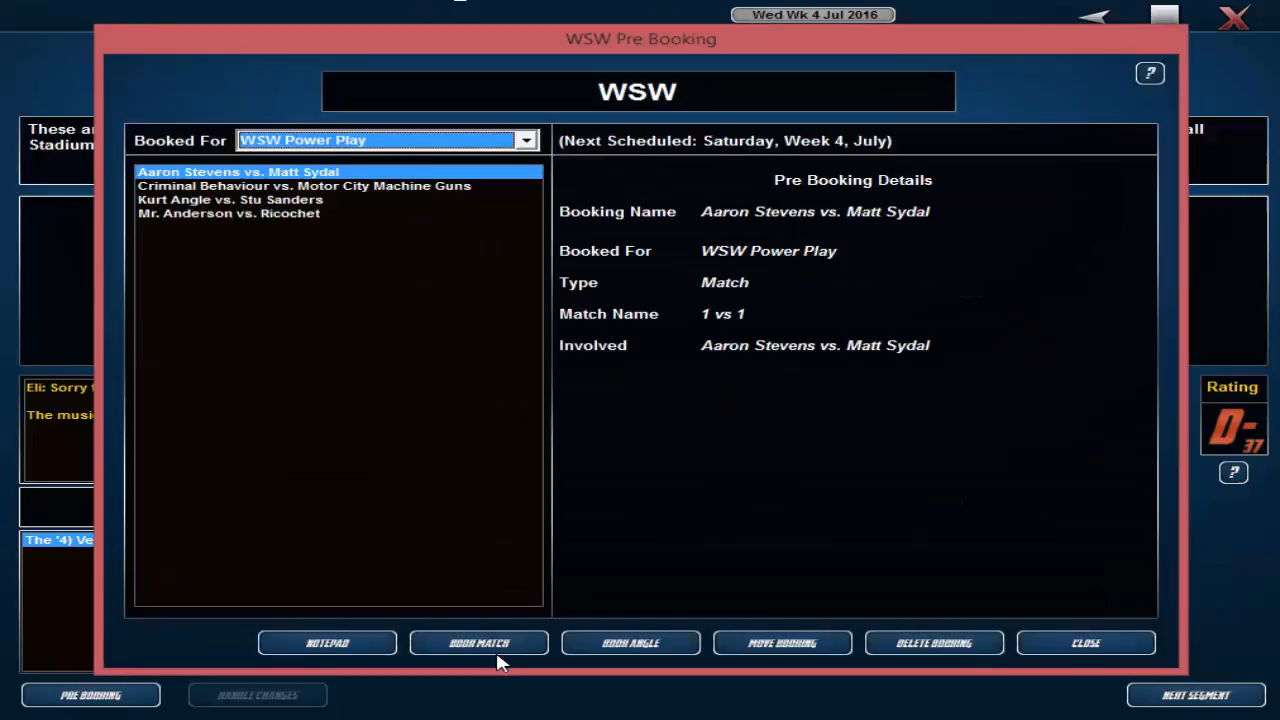 Wed Wk 4 Jul 2016
WSW Pre Booking
?
WSW
These a
Stadium
all
Booked For WSW Power Play
(Next Scheduled: Saturday, Week 4, July)
Aaron Stevens vs. Matt Sydal
Criminal Behaviour vs. Motor City Machine Guns
Kurt Angle vs. Stu Sanders
Mr. Anderson vs. Ricochet
Pre Booking Details
Booking Name Aaron Stevens vs. Matt Sydal
Booked For WSW Power Play
Type Match
Match Name 1 vs 1
Involved Aaron Stevens vs. Matt Sydal
Eli: Sorry
The musi
Rating
D-
37
?
The '4) Ve
NOTEPAD BOOK MATCH BOOK ANGLE MOVE BOOKING DELETE BOOKING CLOSE
PRE BOOKING HANDLE CHANGES NEXT SEGMENT